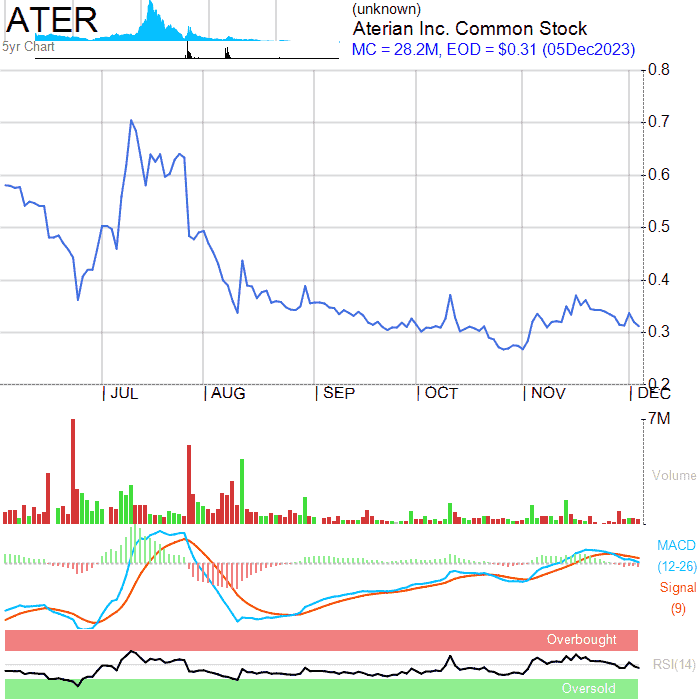 ATER
5yr Chart
(unknown)
Aterian Inc. Common Stock
MC = 28.2M, EOD = $0.31 (05Dec2023)
0.8
0.7
0.6
0.5
0.4
0.3
0.2
JUL AUG SEP OCT NOV DEC
7M
Volume
MACD
(12-26)
Signal
(9)
Overbought
RSI(14)
Oversold